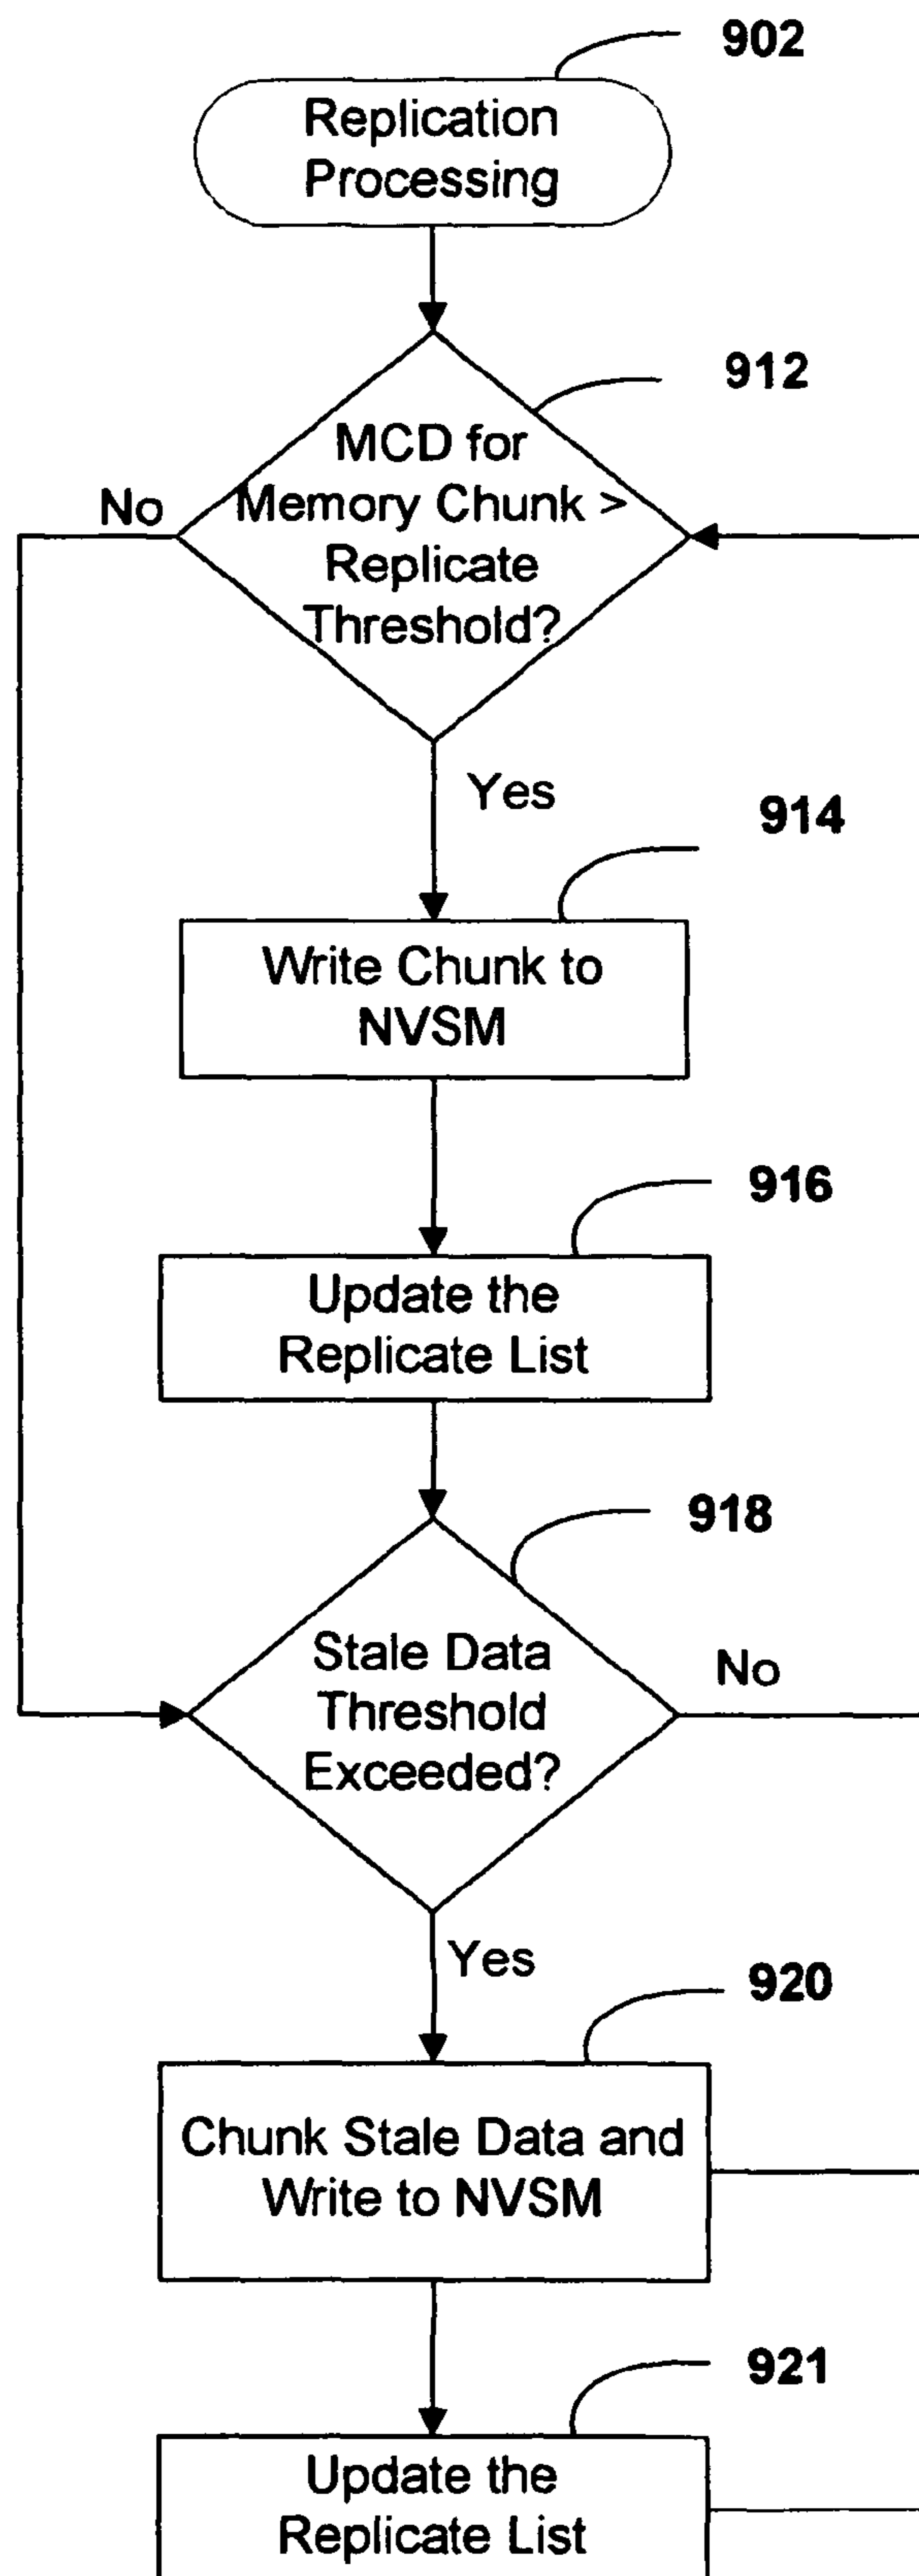 902
Replication
Processing
912
MCD for
Memory Chunk >
Replicate
Threshold?
No
Yes
914
Write Chunk to
NVSM
916
Update the
Replicate List
918
Stale Data
Threshold
Exceeded?
No
Yes
920
Chunk Stale Data and
Write to NVSM
921
Update the
Replicate List